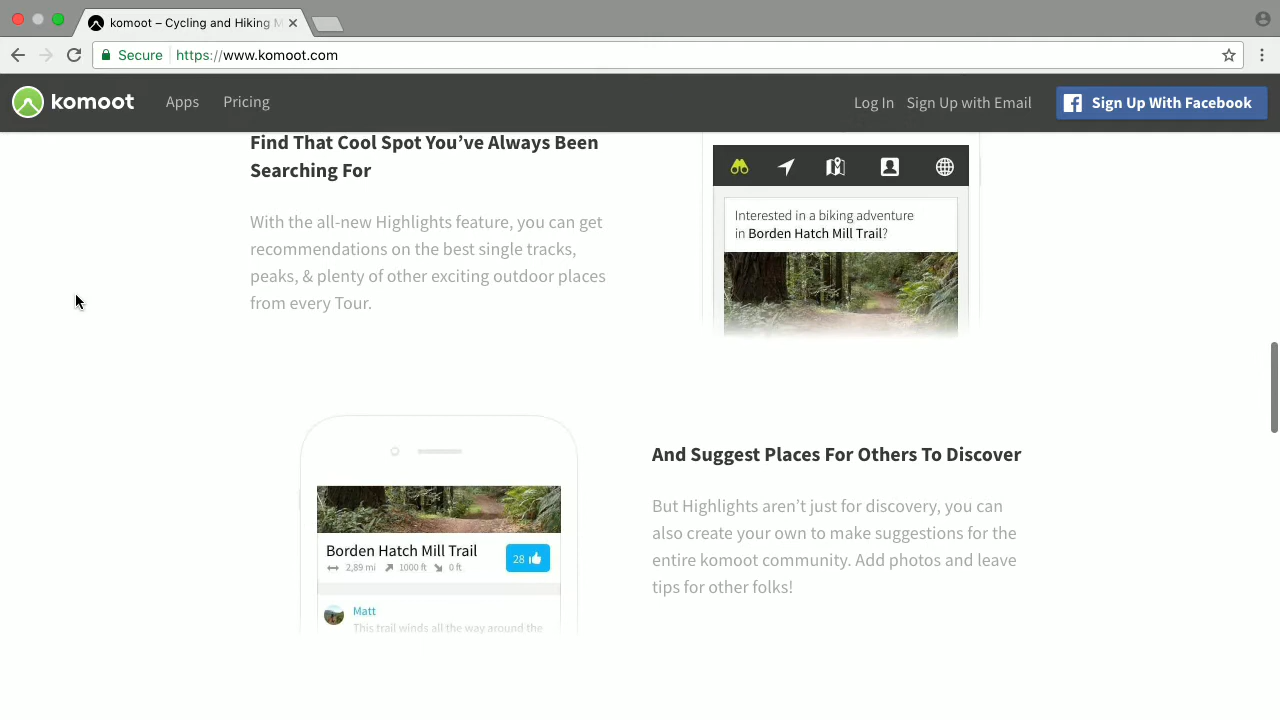 komoot – Cycling and Hiking M
Secure
https://www.komoot.com
komoot
Apps
Pricing
Log In
Sign Up with Email
Sign Up With Facebook
Find That Cool Spot You’ve Always Been
Searching For
With the all-new Highlights feature, you can get
recommendations on the best single tracks,
peaks, & plenty of other exciting outdoor places
from every Tour.
Interested in a biking adventure
in Borden Hatch Mill Trail?
Borden Hatch Mill Trail
28
2,89 mi 1000 ft 0 ft
Matt
This trail winds all the way around the
And Suggest Places For Others To Discover
But Highlights aren’t just for discovery, you can
also create your own to make suggestions for the
entire komoot community. Add photos and leave
tips for other folks!